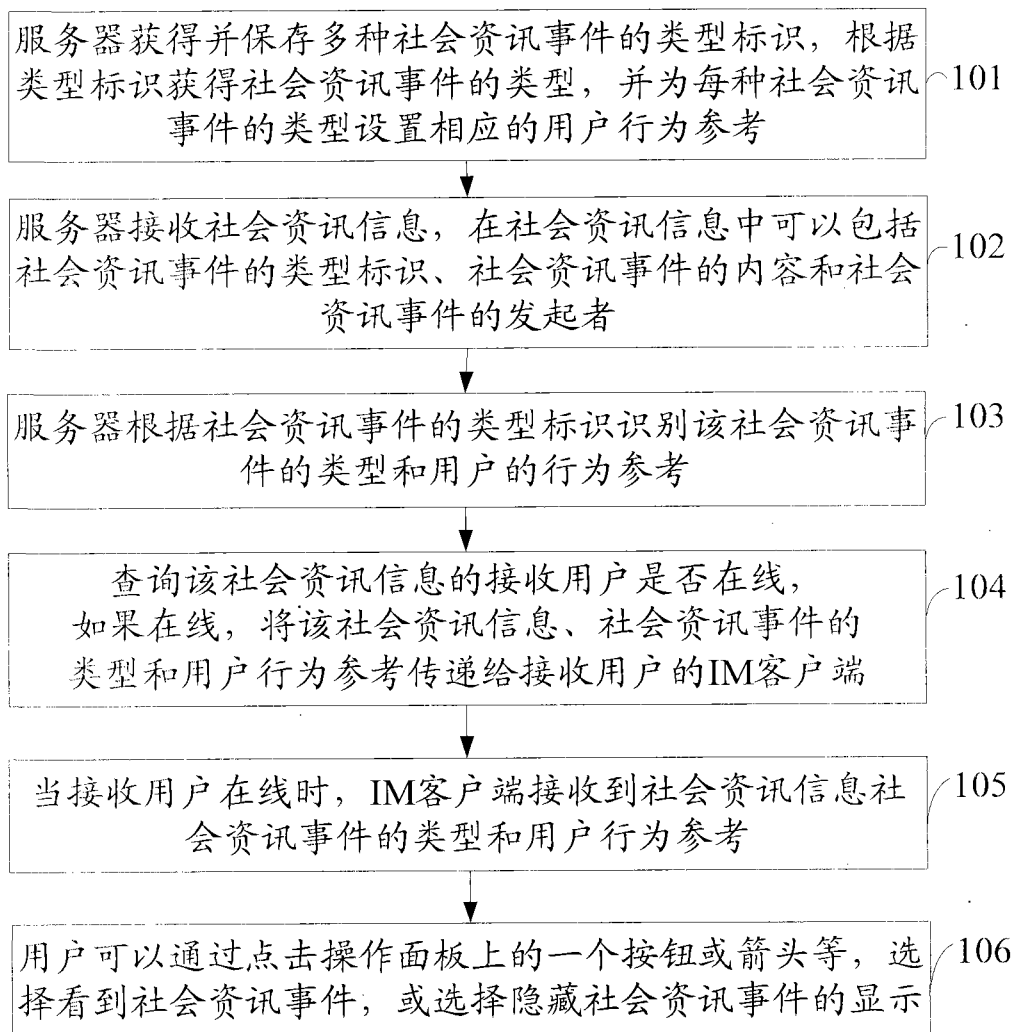 服务器获得并保存多种社会资讯事件的类型标识，根据
类型标识获得社会资讯事件的类型，并为每种社会资讯
事件的类型设置相应的用户行为参考
101
服务器接收社会资讯信息，在社会资讯信息中可以包括
社会资讯事件的类型标识、社会资讯事件的内容和社会
资讯事件的发起者
102
服务器根据社会资讯事件的类型标识识别该社会资讯事
件的类型和用户的行为参考
103
查询该社会资讯信息的接收用户是否在线，
如果在线，将该社会资讯信息、社会资讯事件的
类型和用户行为参考传递给接收用户的IM客户端
104
当接收用户在线时，IM客户端接收到社会资讯信息社
会资讯事件的类型和用户行为参考
105
用户可以通过点击操作面板上的一个按钮或箭头等，选
择看到社会资讯事件，或选择隐藏社会资讯事件的显示
106